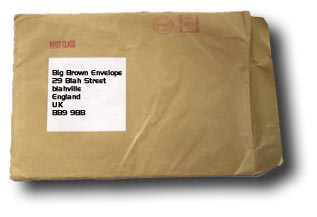 FIRST CLASS
Big Brown Envelope
29 Blah Street
blahville
England
UK
BB9 9BB